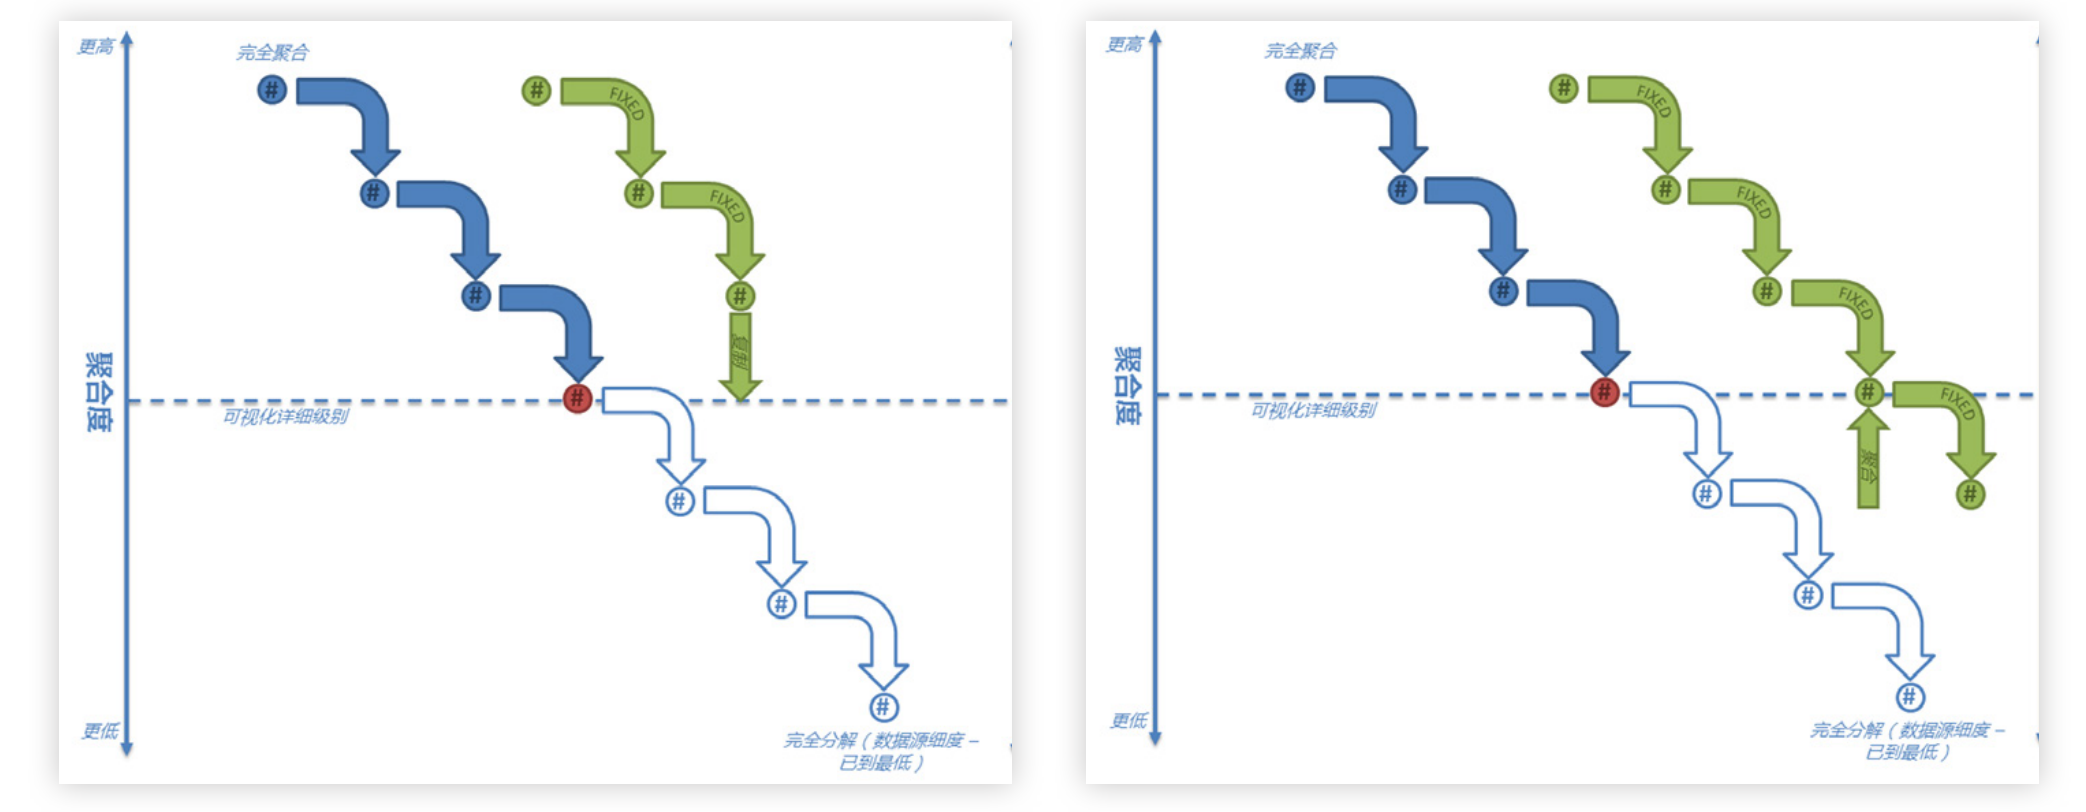 更高
完全聚合
#
#
FIXED
#
#
FIXED
#
#
复制
聚合度
#
可视化详细级别
#
#
更低
#
完全分解（数据源细度 –
已到最低）
更高
完全聚合
#
#
FIXED
#
#
FIXED
#
#
FIXED
聚合度
#
#
FIXED
可视化详细级别
聚合
#
#
#
更低
#
完全分解（数据源细度 –
已到最低）